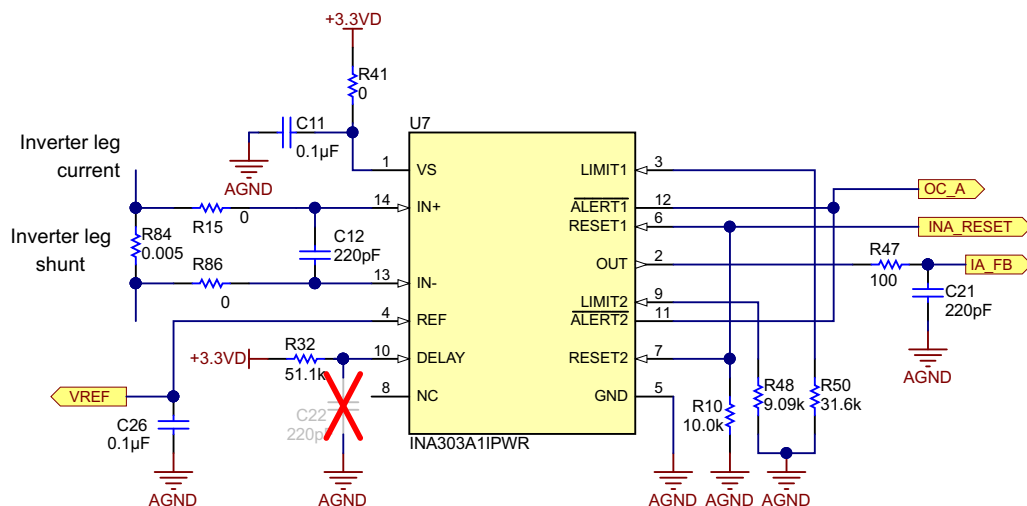 +3.3VD
R41
0
C11
0.1µF
AGND
U7
Inverter leg
current
Inverter leg
shunt
R84
0.005
R15
0
R86
0
C12
220pF
1
VS
14
IN+
13
IN-
4
REF
10
DELAY
8
NC
LIMIT1
3
ALERT1
12
RESET1
6
OUT
2
LIMIT2
9
ALERT2
11
RESET2
7
GND
5
INA303A1IPWR
OC_A
INA_RESET
R47
100
IA_FB
C21
220pF
AGND
+3.3VD
R32
51.1k
C22
220pF
AGND
VREF
C26
0.1µF
AGND
R10
10.0k
R48
9.09k
R50
31.6k
AGND
AGND
AGND